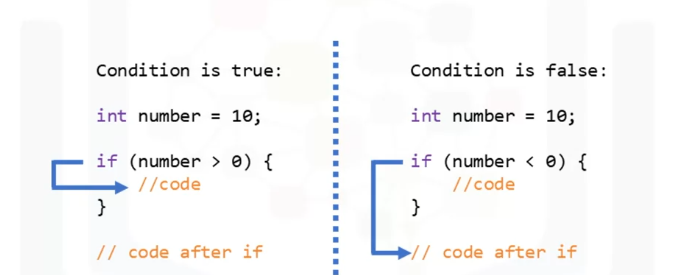 Condition is true:
int number = 10;
if (number > 0) {
//code
}
// code after if
Condition is false:
int number = 10;
if (number < 0) {
//code
}
// code after if